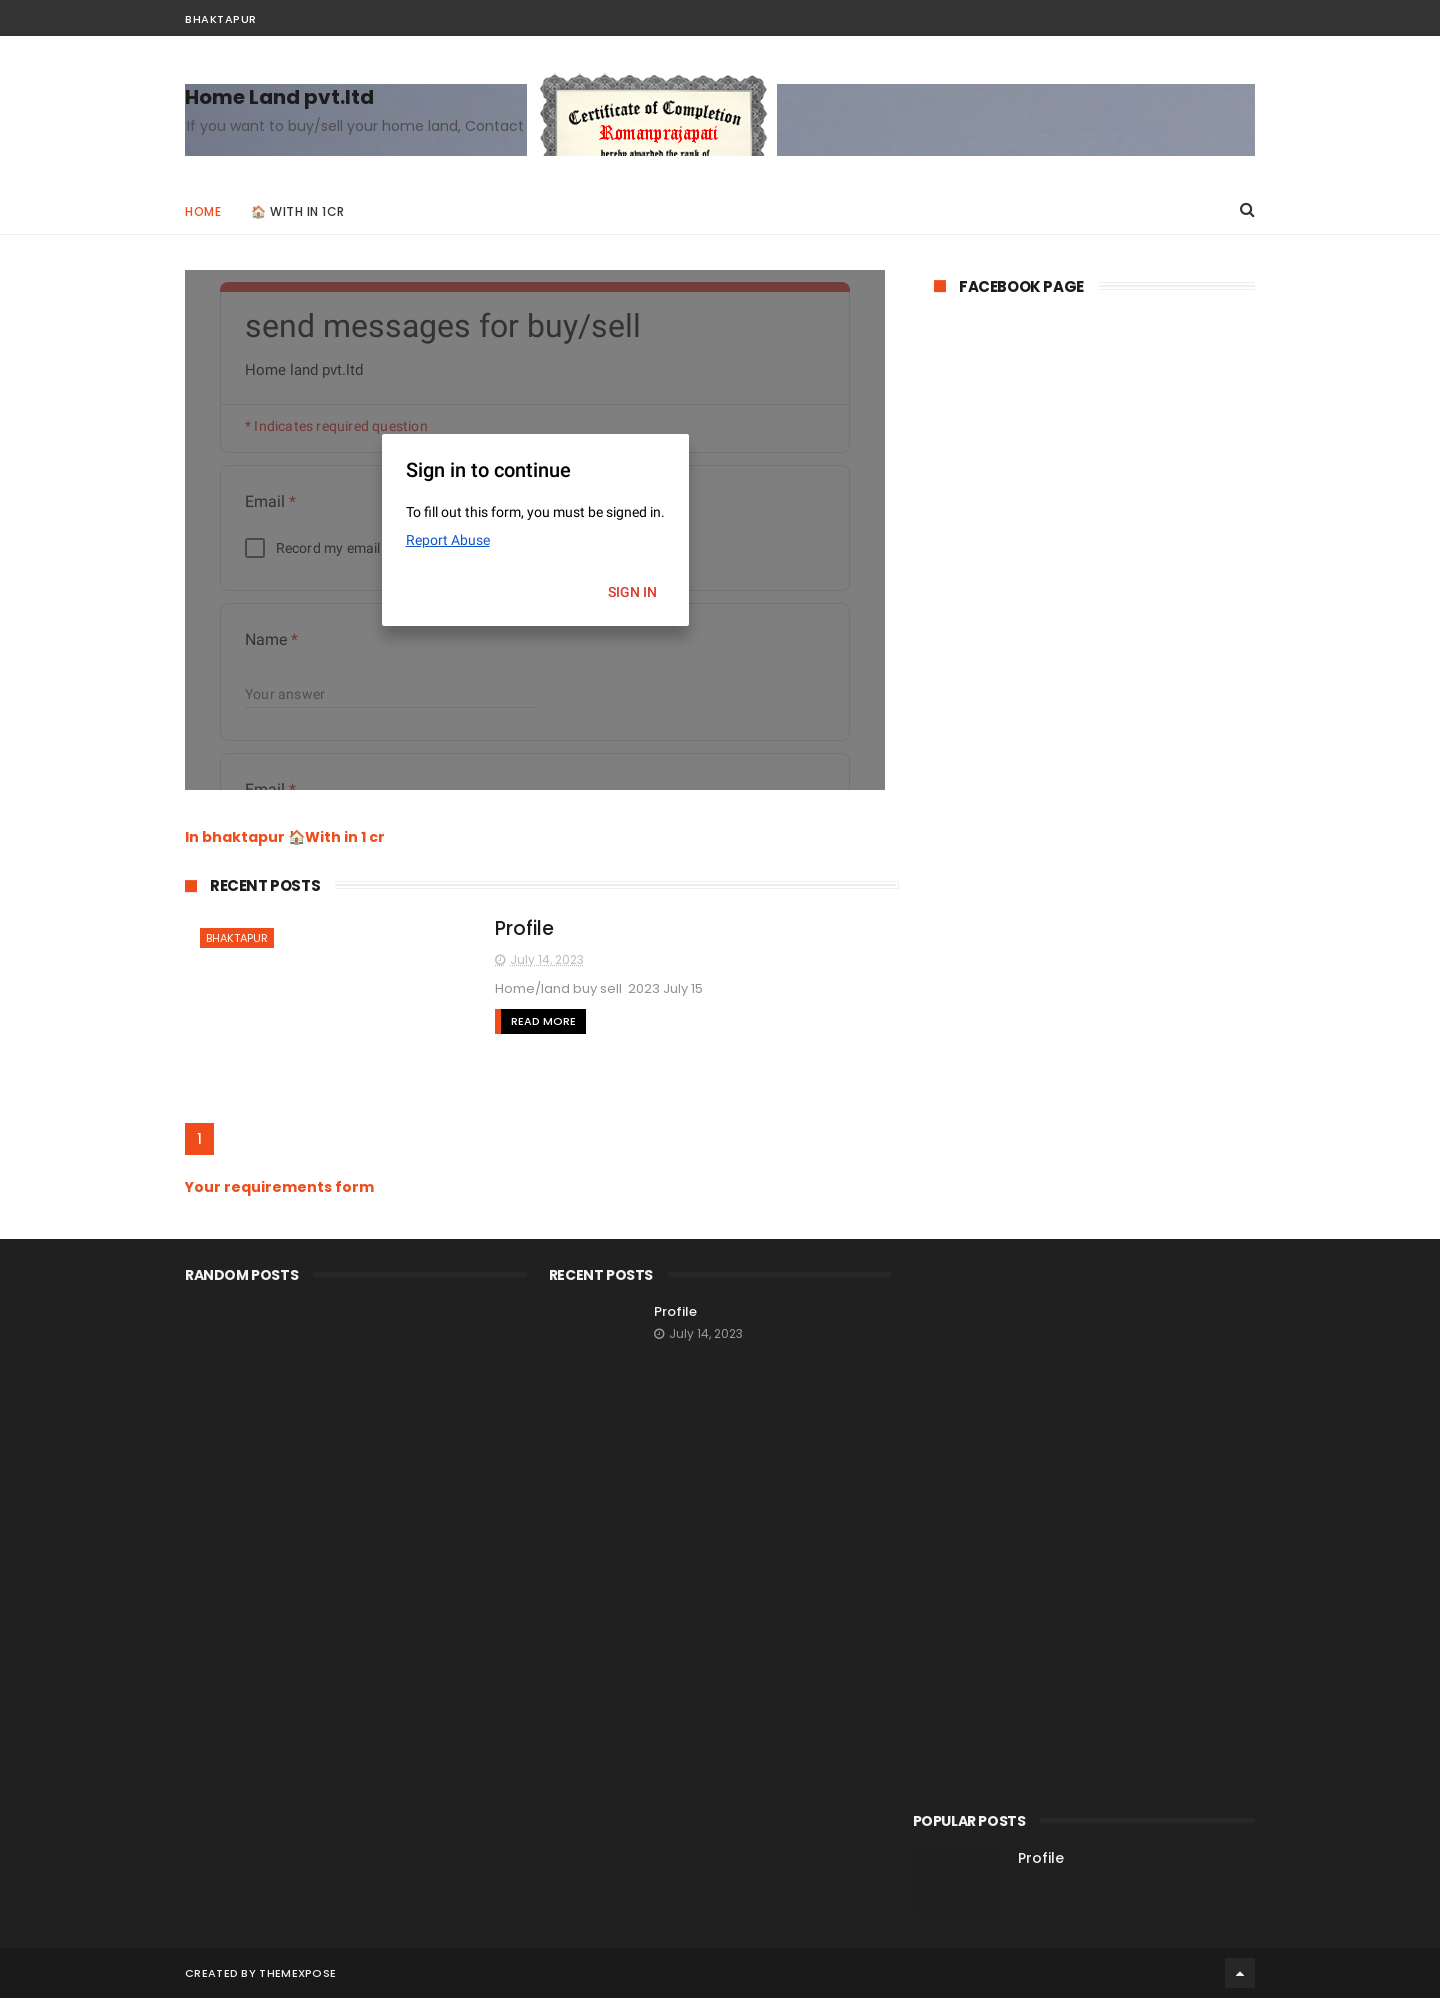 BHAKTAPUR
Home Land pvt.ltd
If you want to buy/sell your home land, Contact
Certificate of Completion
Romanprajapati
hereby awarded the rank of
HOME
🏠 WITH IN 1CR
FACEBOOK PAGE
send messages for buy/sell
Home land pvt.ltd
* Indicates required question
Sign in to continue
Email *
To fill out this form, you must be signed in.
Report Abuse
Record my email
SIGN IN
Name *
Your answer
Email *
In bhaktapur 🏠With in 1 cr
RECENT POSTS
BHAKTAPUR
Profile
July 14, 2023
Home/land buy sell  2023 July 15
READ MORE
1
Your requirements form
RANDOM POSTS
RECENT POSTS
Profile
July 14, 2023
POPULAR POSTS
Profile
CREATED BY THEMEXPOSE